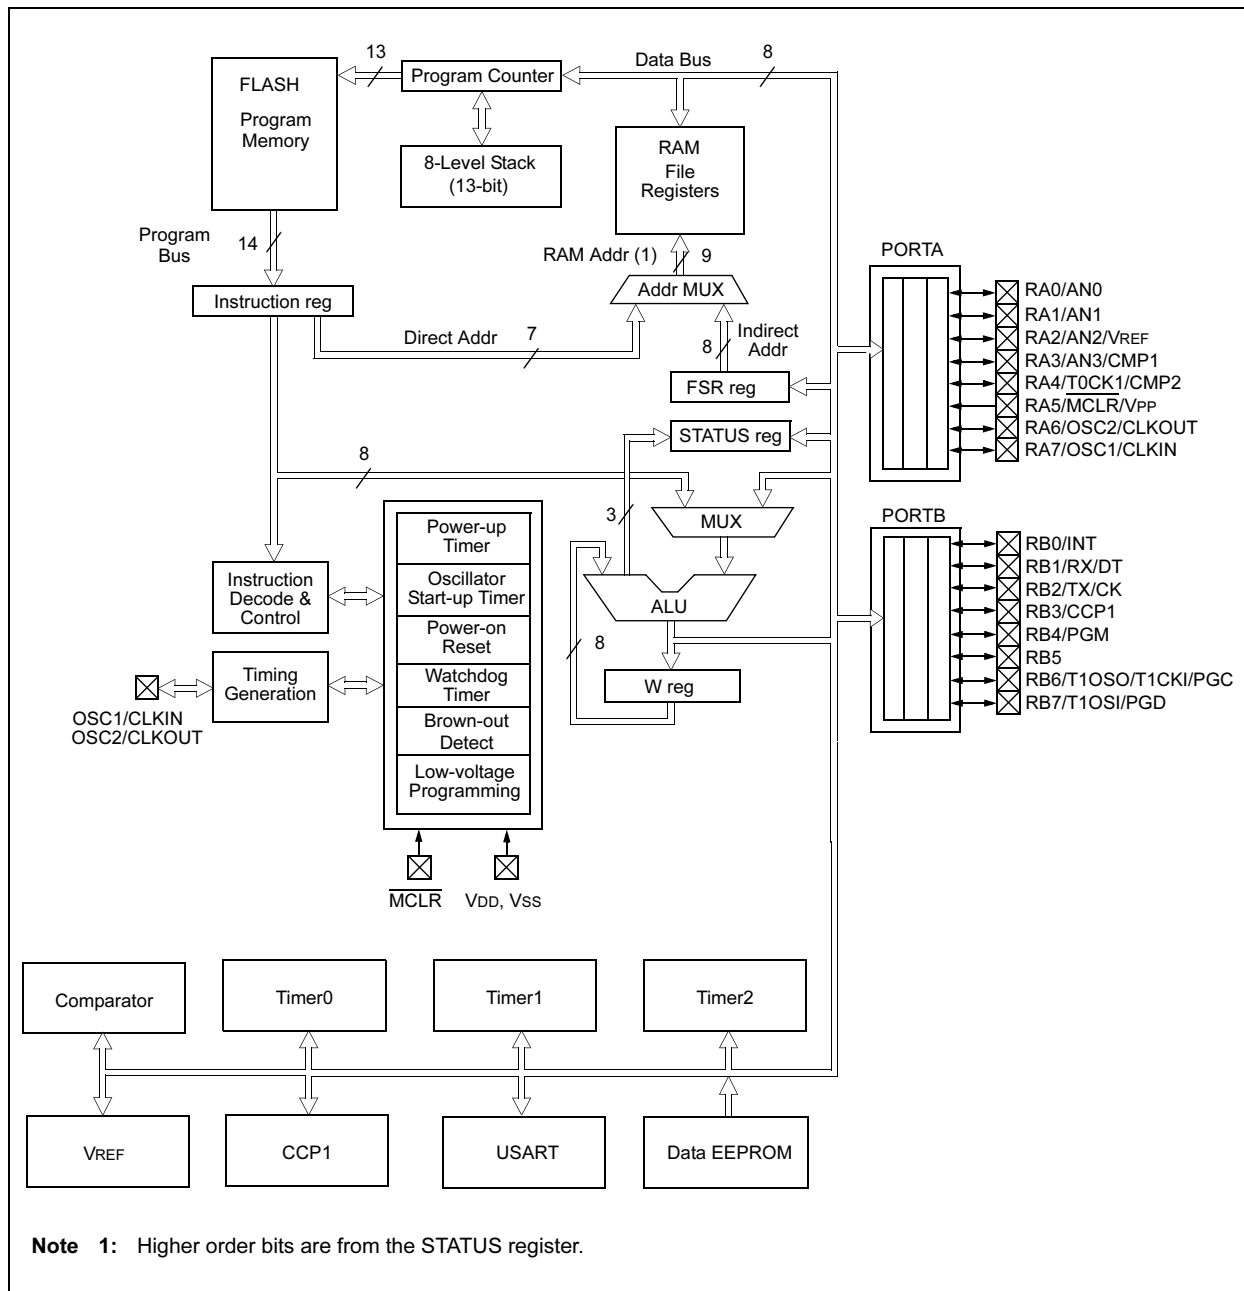 13
Data Bus
8
FLASH
Program
Memory
Program Counter
8-Level Stack
(13-bit)
RAM
File
Registers
Program
Bus
14
RAM Addr (1)
9
Addr MUX
Instruction reg
Direct Addr
7
8
Indirect
Addr
FSR reg
STATUS reg
8
3
MUX
ALU
8
W reg
Instruction
Decode &
Control
Timing
Generation
OSC1/CLKIN
OSC2/CLKOUT
Power-up
Timer
Oscillator
Start-up Timer
Power-on
Reset
Watchdog
Timer
Brown-out
Detect
Low-voltage
Programming
MCLR
VDD, VSS
PORTA
RA0/AN0
RA1/AN1
RA2/AN2/VREF
RA3/AN3/CMP1
RA4/T0CK1/CMP2
RA5/MCLR/VPP
RA6/OSC2/CLKOUT
RA7/OSC1/CLKIN
PORTB
RB0/INT
RB1/RX/DT
RB2/TX/CK
RB3/CCP1
RB4/PGM
RB5
RB6/T1OSO/T1CKI/PGC
RB7/T1OSI/PGD
Comparator
Timer0
Timer1
Timer2
VREF
CCP1
USART
Data EEPROM
Note 1: Higher order bits are from the STATUS register.